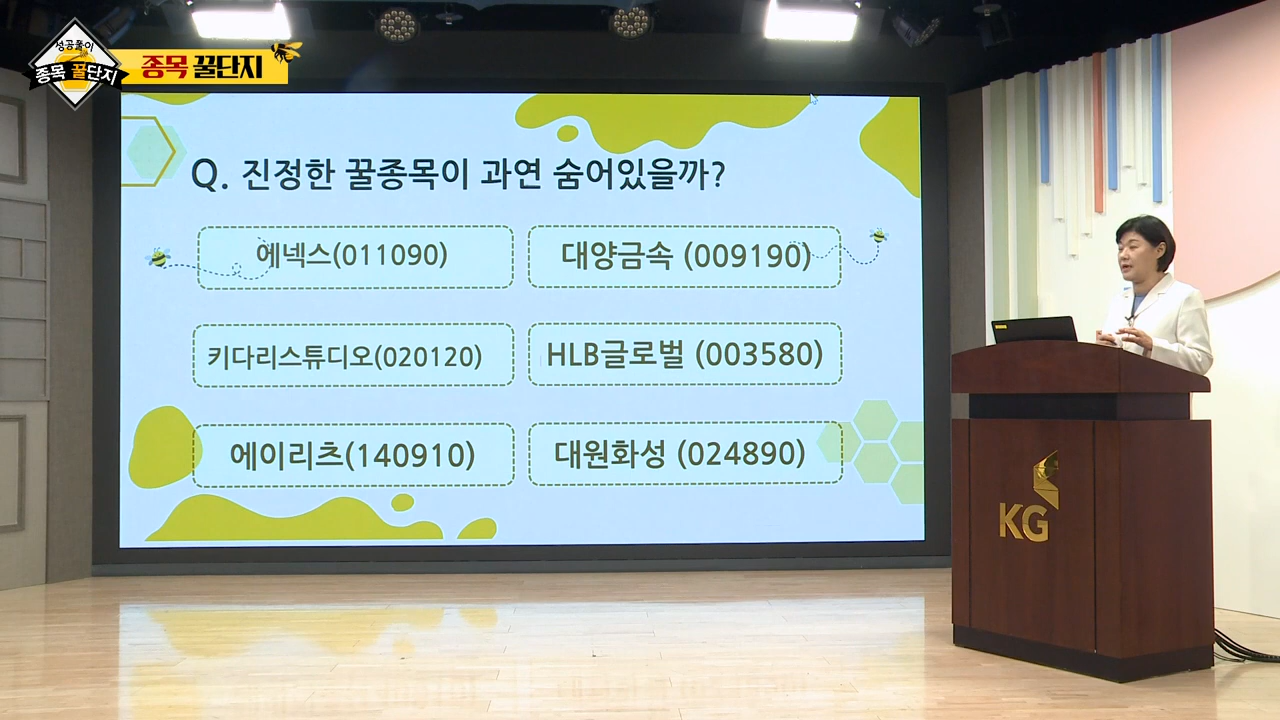 성공풀이
종목 꿀단지
종목 꿀단지
Q. 진정한 꿀종목이 과연 숨어있을까?
에넥스(011090)
대양금속 (009190)
키다리스튜디오(020120)
HLB글로벌 (003580)
에이리츠(140910)
대원화성 (024890)
KG